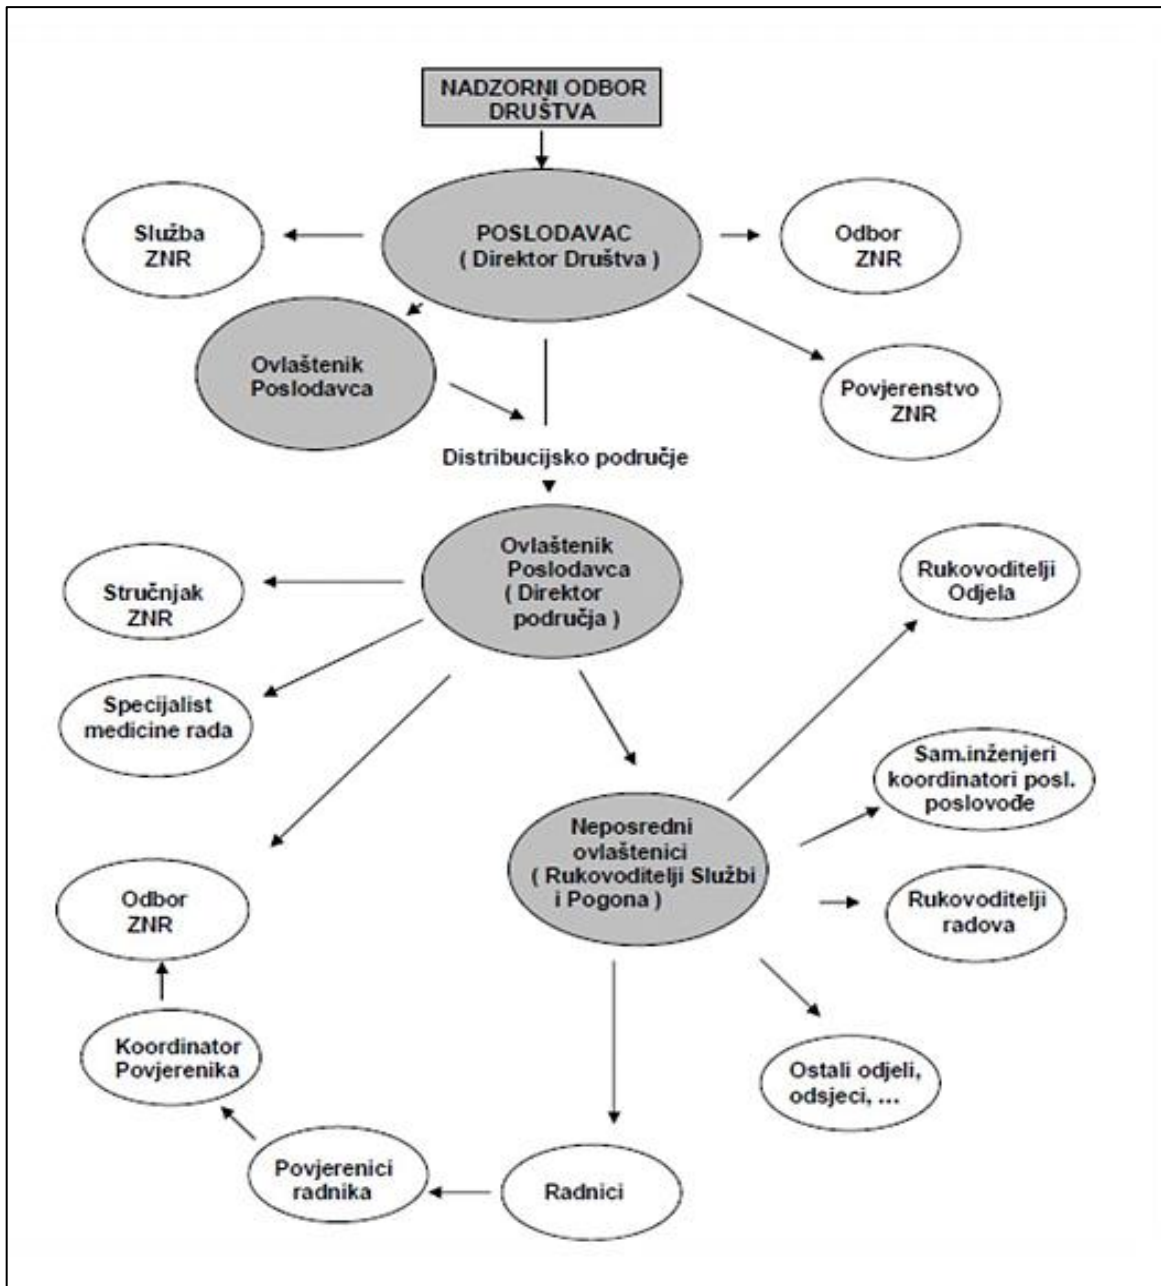 NADZORNI ODBOR
DRUŠTVA
Služba
ZNR
POSLODAVAC
( Direktor Društva )
Odbor
ZNR
Ovlaštenik
Poslodavca
Povjerenstvo
ZNR
Distribucijsko područje
Ovlaštenik
Poslodavca
( Direktor
područja )
Stručnjak
ZNR
Rukovoditelji
Odjela
Specijalist
medicine rada
Sam.inženjeri
koordinatori posl.
poslovođe
Neposredni
ovlaštenici
( Rukovoditelji Službi
i Pogona )
Rukovoditelji
radova
Odbor
ZNR
Koordinator
Povjerenika
Ostali odjeli,
odsjeci, ...
Povjerenici
radnika
Radnici